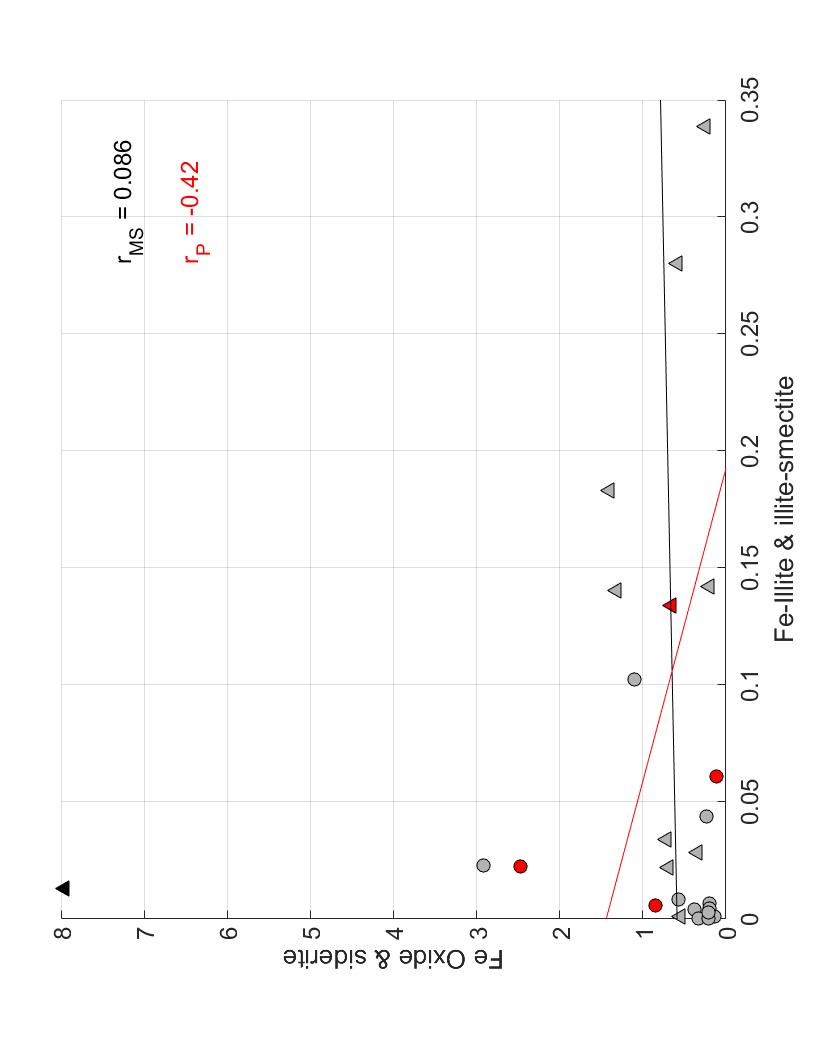 8
7
6
5
4
3
2
1
0
Fe Oxide & siderite
r_MS = 0.086
r_P = -0.42
0 0.05 0.1 0.15 0.2 0.25 0.3 0.35
Fe-Illite & illite-smectite